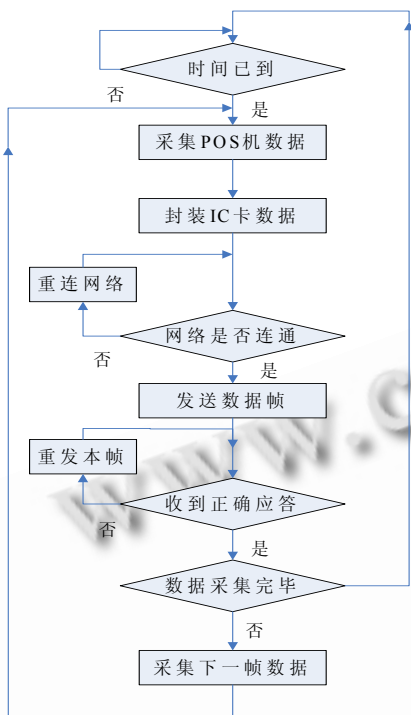 时间已到
否
是
采集POS机数据
封装IC卡数据
重连网络
网络是否连通
否
是
发送数据帧
重发本帧
收到正确应答
否
是
数据采集完毕
否
采集下一帧数据
www.c